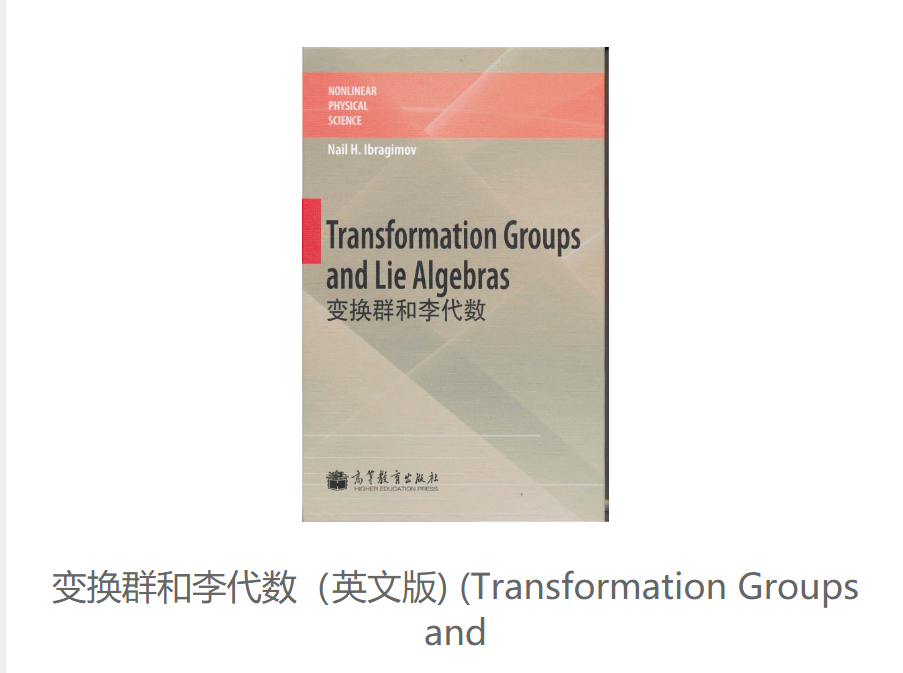 NONLINEAR
PHYSICAL
SCIENCE
Nail H. Ibragimov
Transformation Groups
and Lie Algebras
变换群和李代数
高等教育出版社
HIGHER EDUCATION PRESS
变换群和李代数（英文版) (Transformation Groups
and